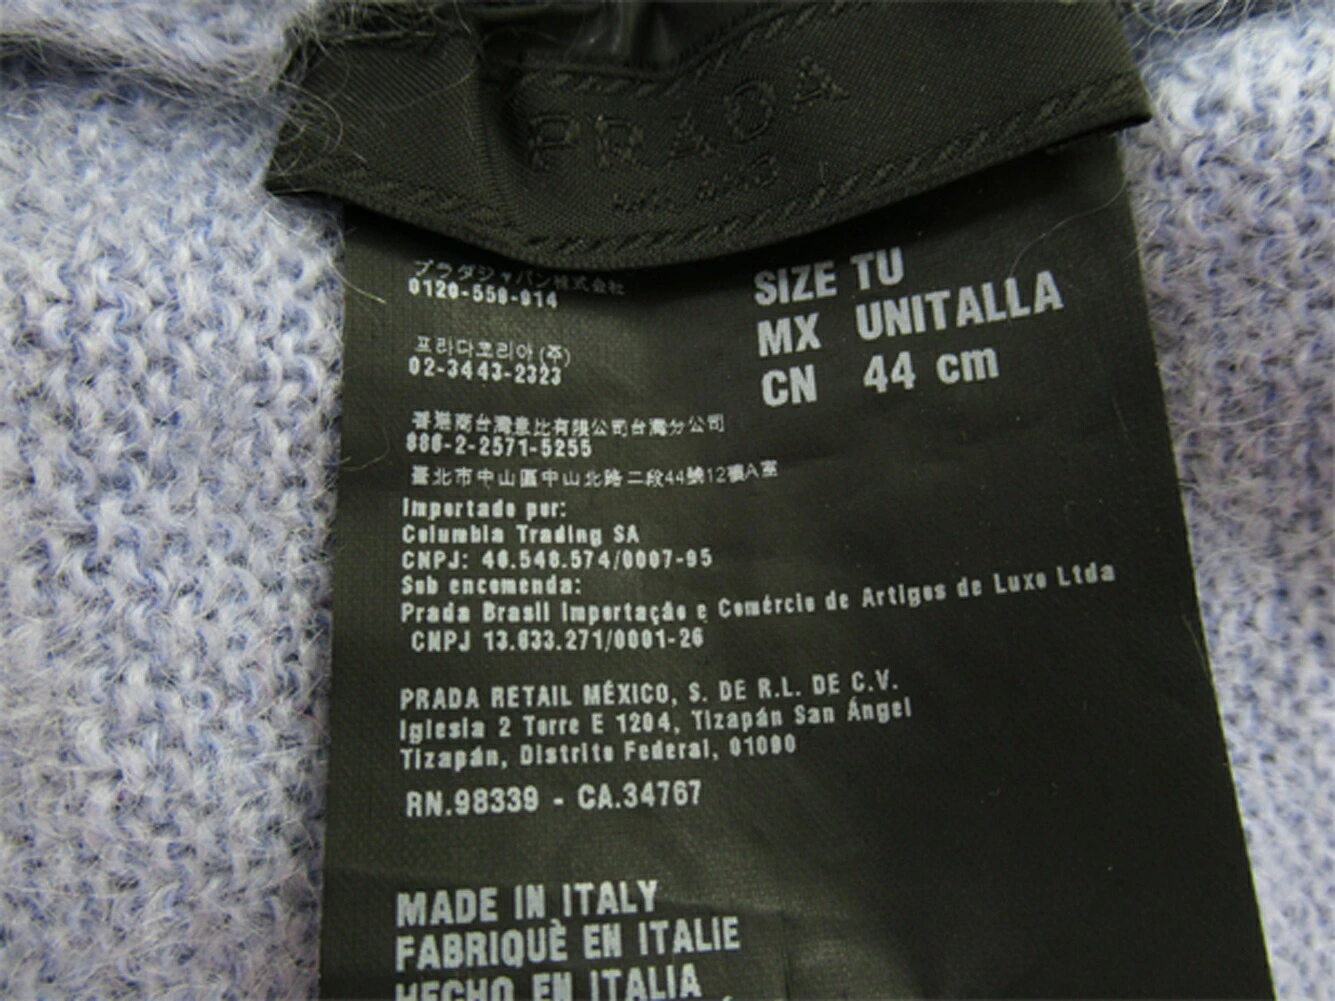 PRADA
MILANO
プラダジャパン株式会社
0120-559-914
프라다코리아(주)
02-3443-2323
香港商台灣普比有限公司台灣分公司
886-2-2571-5255
臺北市中山區中山北路二段44號12樓A室
Importado por:
Columbia Trading SA
CNPJ: 46.548.574/0007-95
Sob encomenda:
Prada Brasil Importação e Comércio de Artigos de Luxo Ltda
CNPJ 13.633.271/0001-26
PRADA RETAIL MÉXICO, S. DE R.L. DE C.V.
Iglesia 2 Torre E 1204, Tizapán San Ángel
Tizapán, Distrito Federal, 01090
RN.98339 - CA.34767
SIZE TU
MX UNITALLA
CN 44 cm
MADE IN ITALY
FABRIQUÈ EN ITALIE
HECHO EN ITALIA